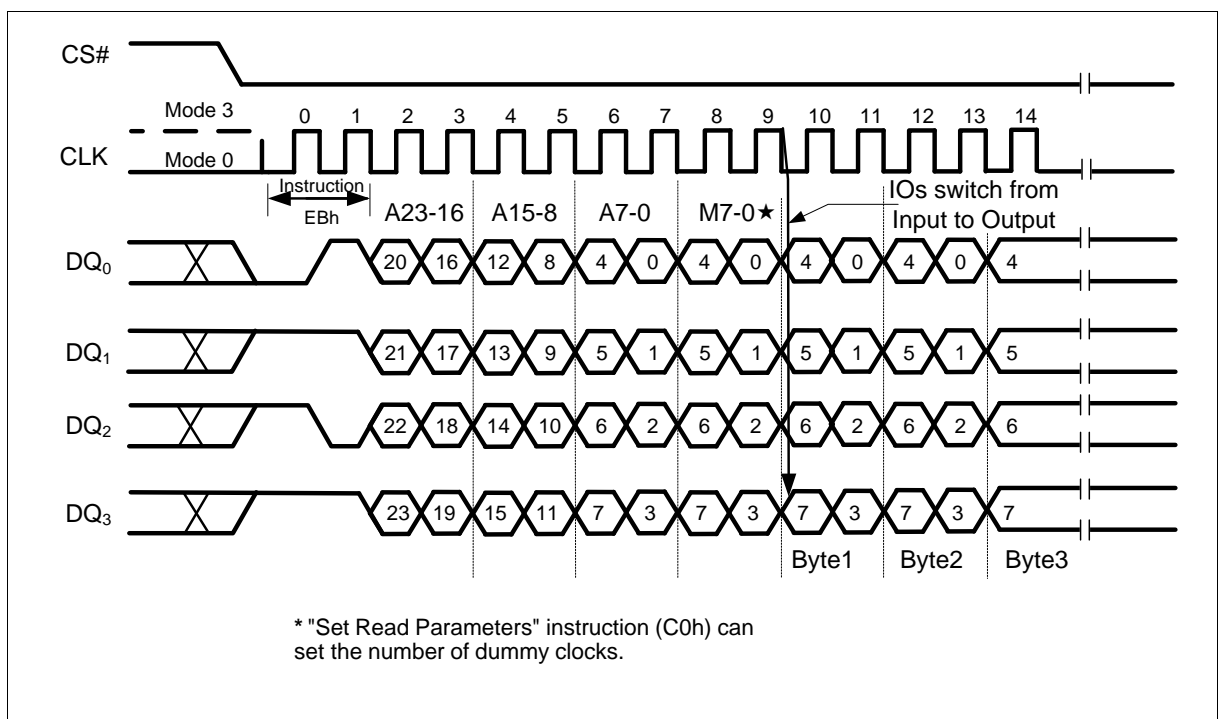 CS#
Mode 3
0 1 2 3 4 5 6 7 8 9 10 11 12 13 14
CLK
Mode 0
Instruction
IOs switch from
EBh
A23-16 A15-8 A7-0 M7-0★
Input to Output
DQ0 20 16 12 8 4 0 4 0 4 0 4 0 4
DQ1 21 17 13 9 5 1 5 1 5 1 5 1 5
DQ2 22 18 14 10 6 2 6 2 6 2 6 2 6
DQ3 23 19 15 11 7 3 7 3 7 3 7 3 7
Byte1 Byte2 Byte3
* "Set Read Parameters" instruction (C0h) can
set the number of dummy clocks.